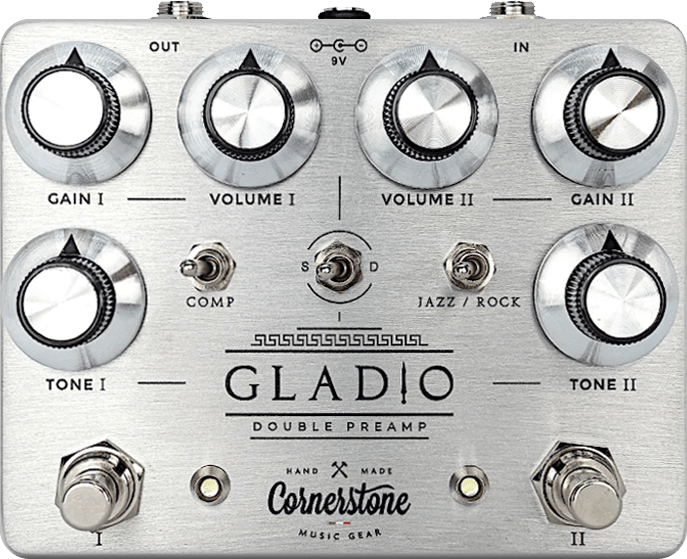 OUT
IN
9V
GAIN I
VOLUME I
VOLUME II
GAIN II
S
D
COMP
JAZZ / ROCK
TONE I
TONE II
GLADIO
DOUBLE PREAMP
HAND MADE
Cornerstone
MUSIC GEAR
I
II